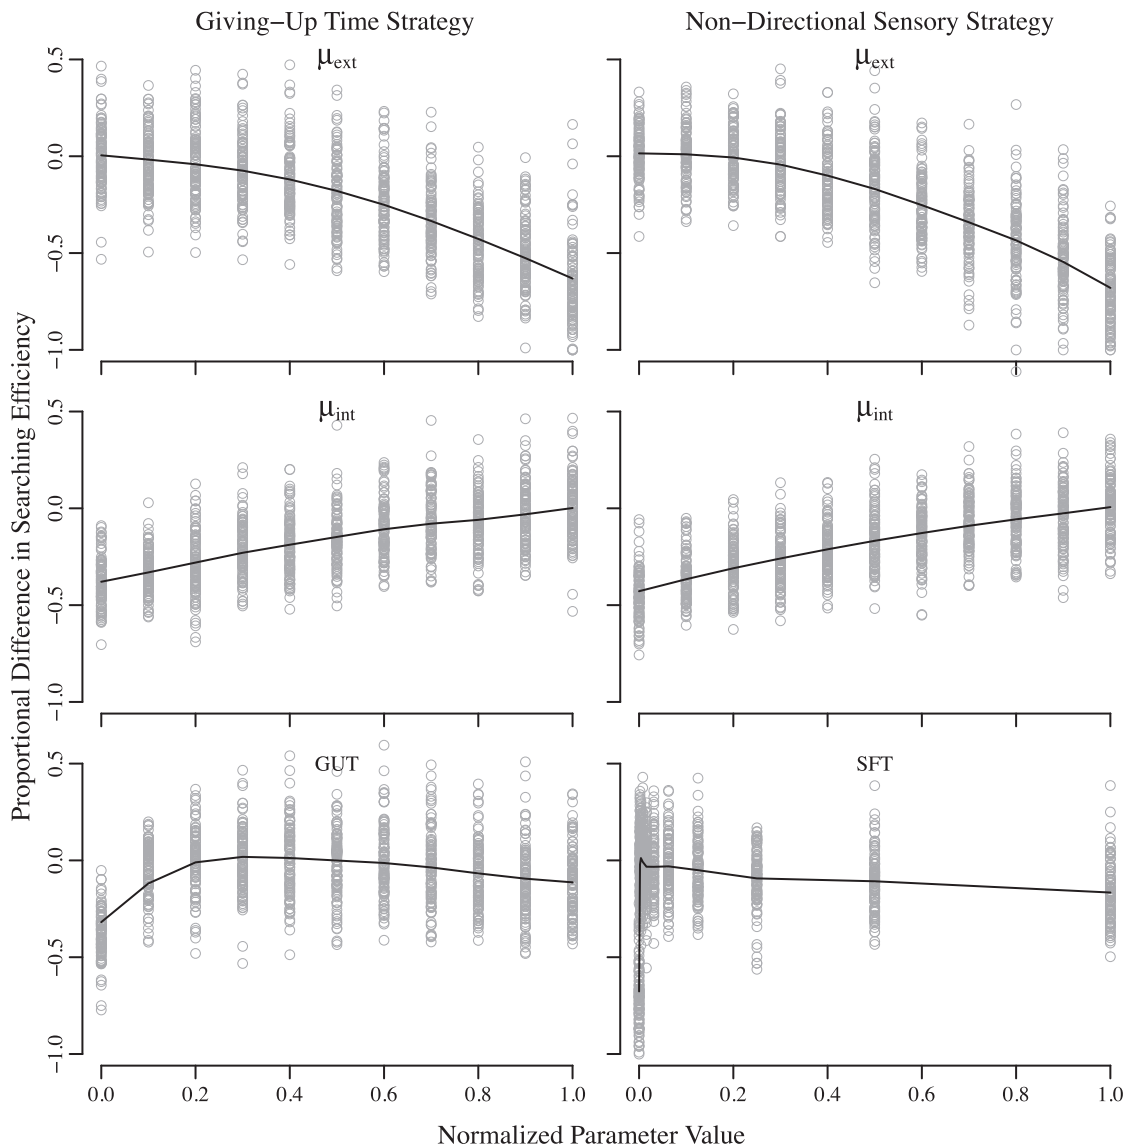 Giving−Up Time Strategy
Non−Directional Sensory Strategy
μext
μext
0.5
0.0
−0.5
−1.0
μint
μint
0.5
0.0
−0.5
−1.0
GUT
SFT
0.5
0.0
−0.5
−1.0
0.0 0.2 0.4 0.6 0.8 1.0
0.0 0.2 0.4 0.6 0.8 1.0
Proportional Difference in Searching Efficiency
Normalized Parameter Value